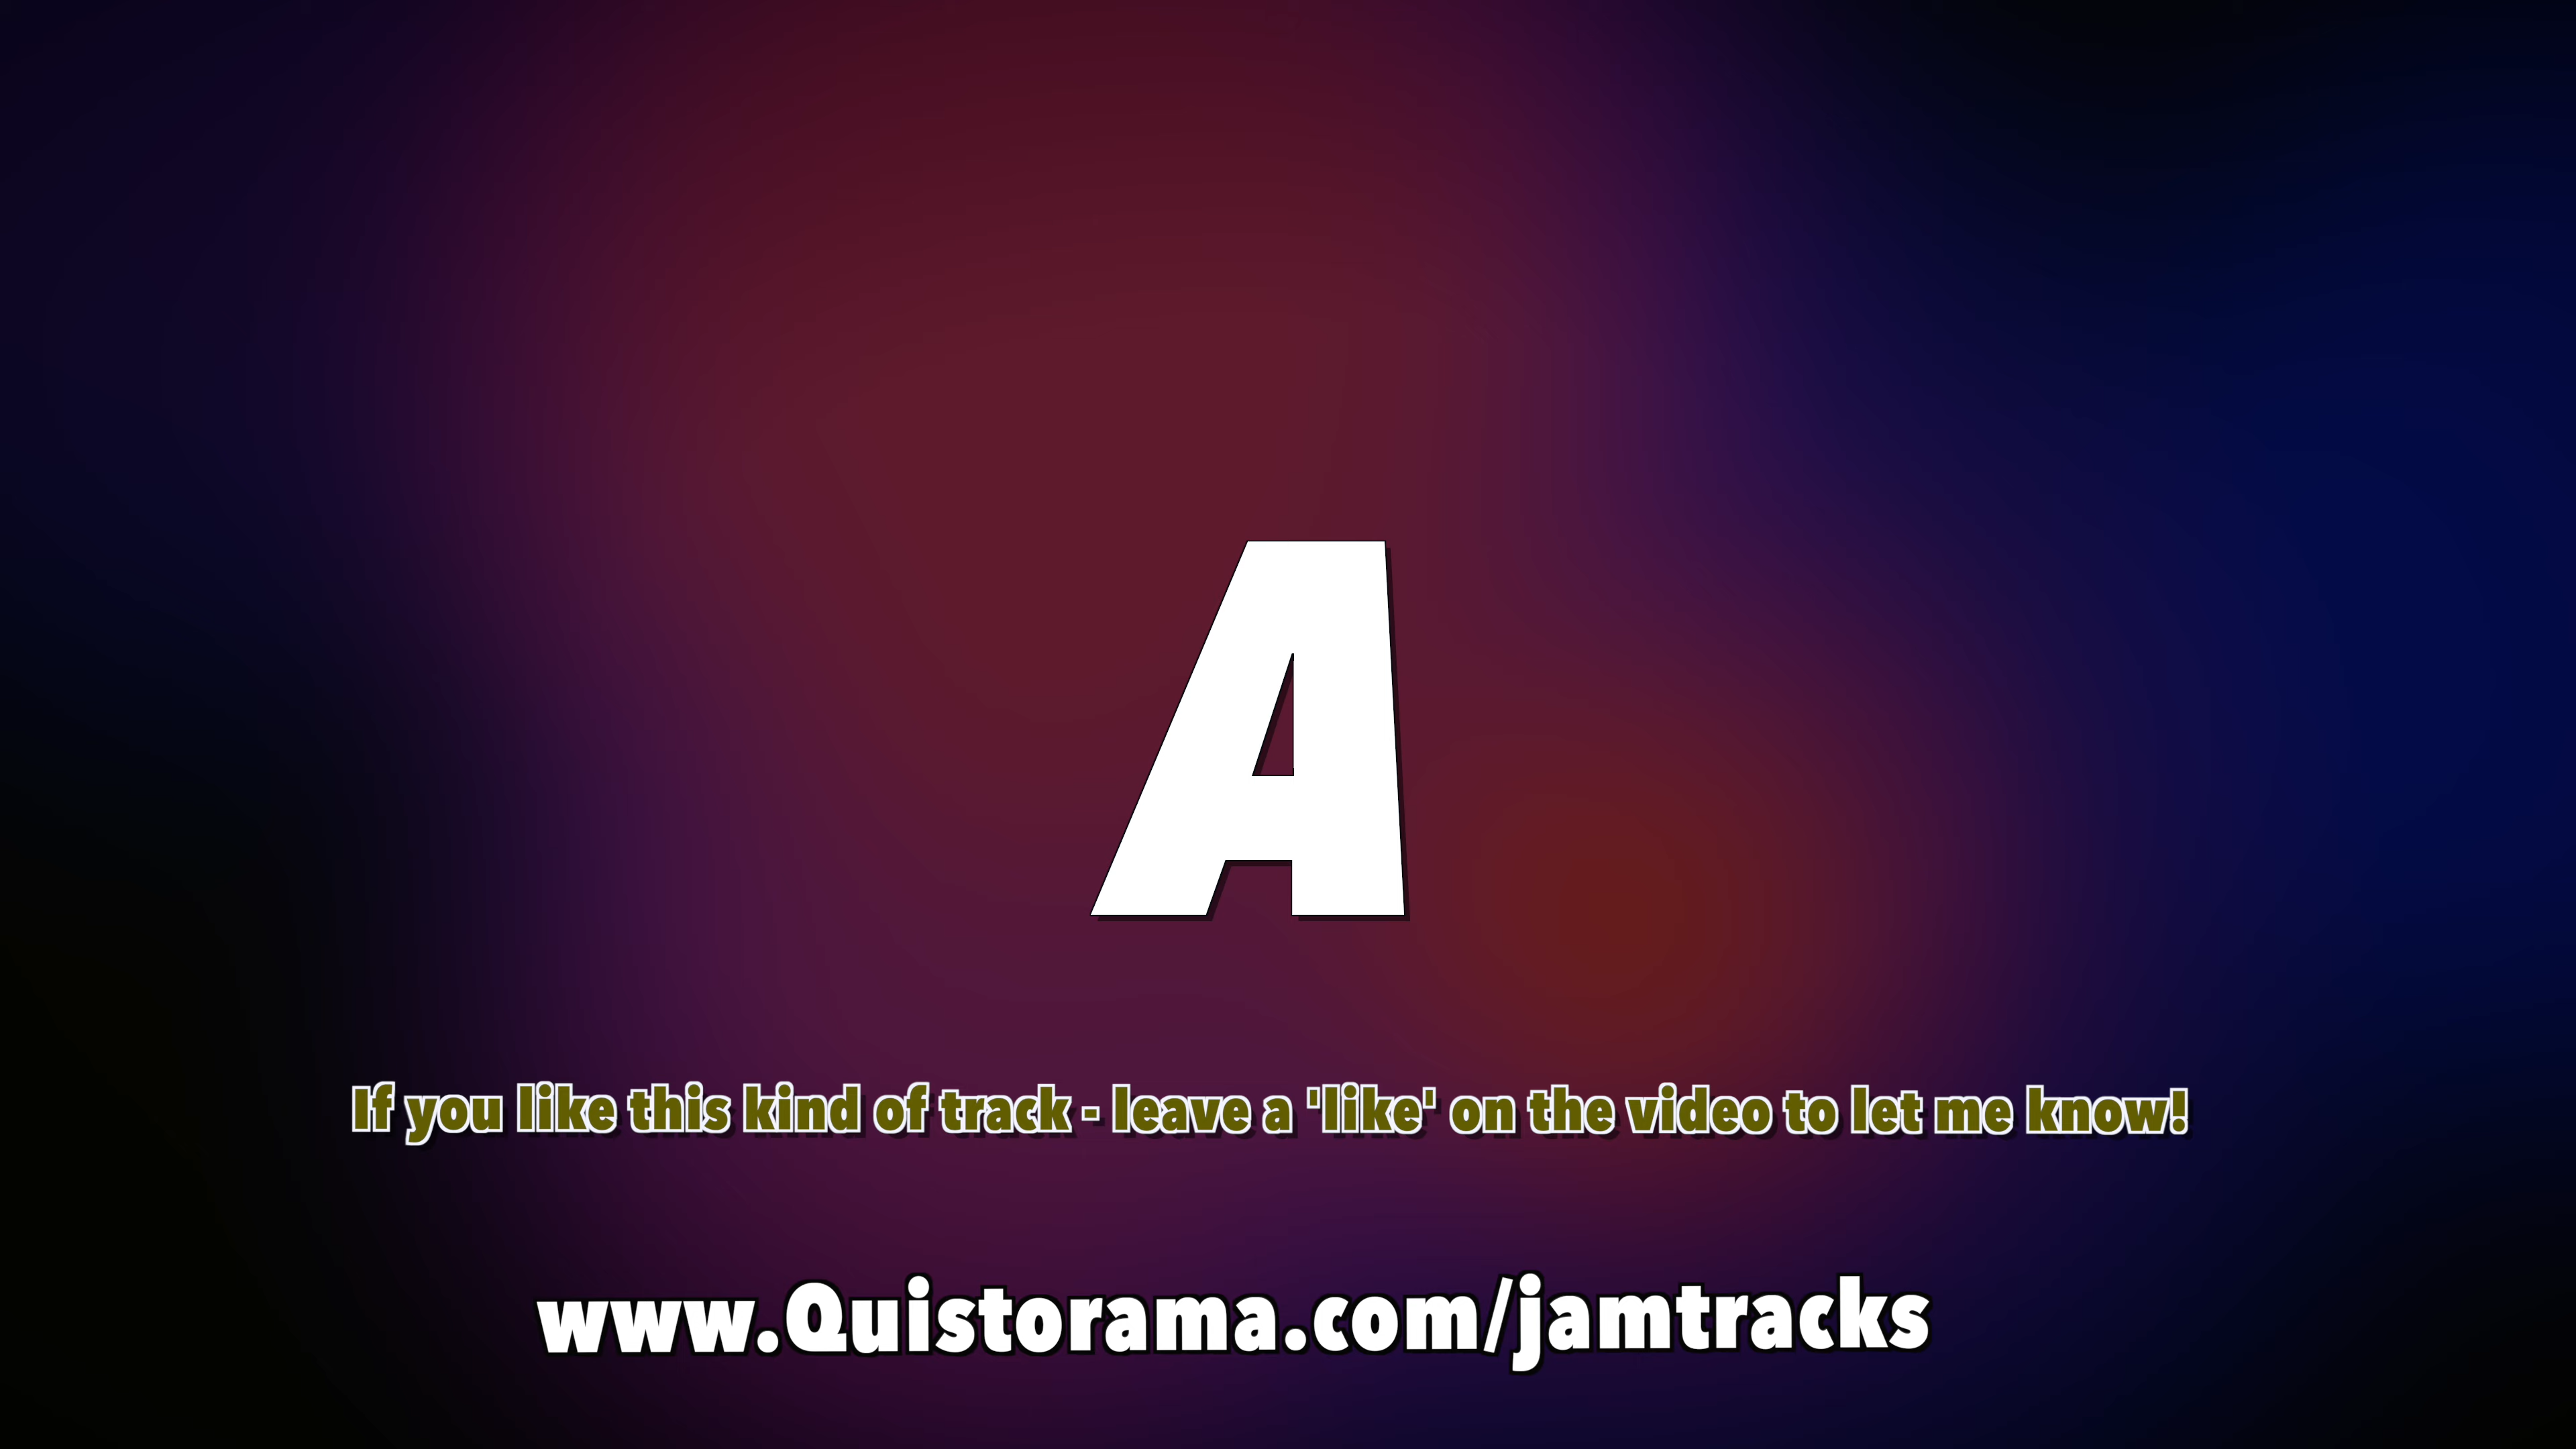 A
If you like this kind of track - leave a 'like' on the video to let me know!
www.Quistorama.com/jamtracks